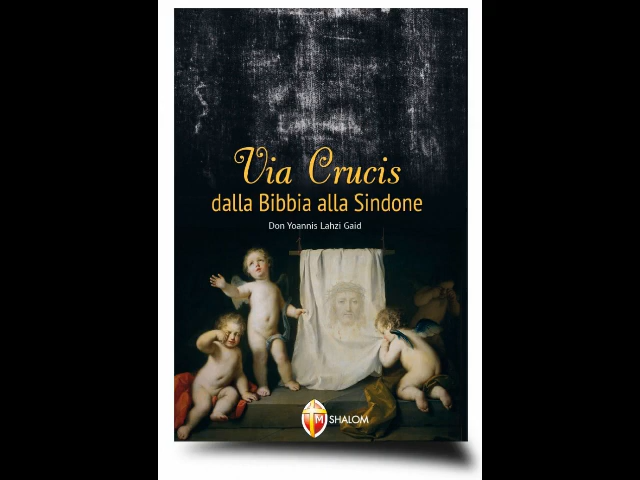 Via Crucis
dalla Bibbia alla Sindone
Don Yoannis Lahzi Gaid
M SHALOM